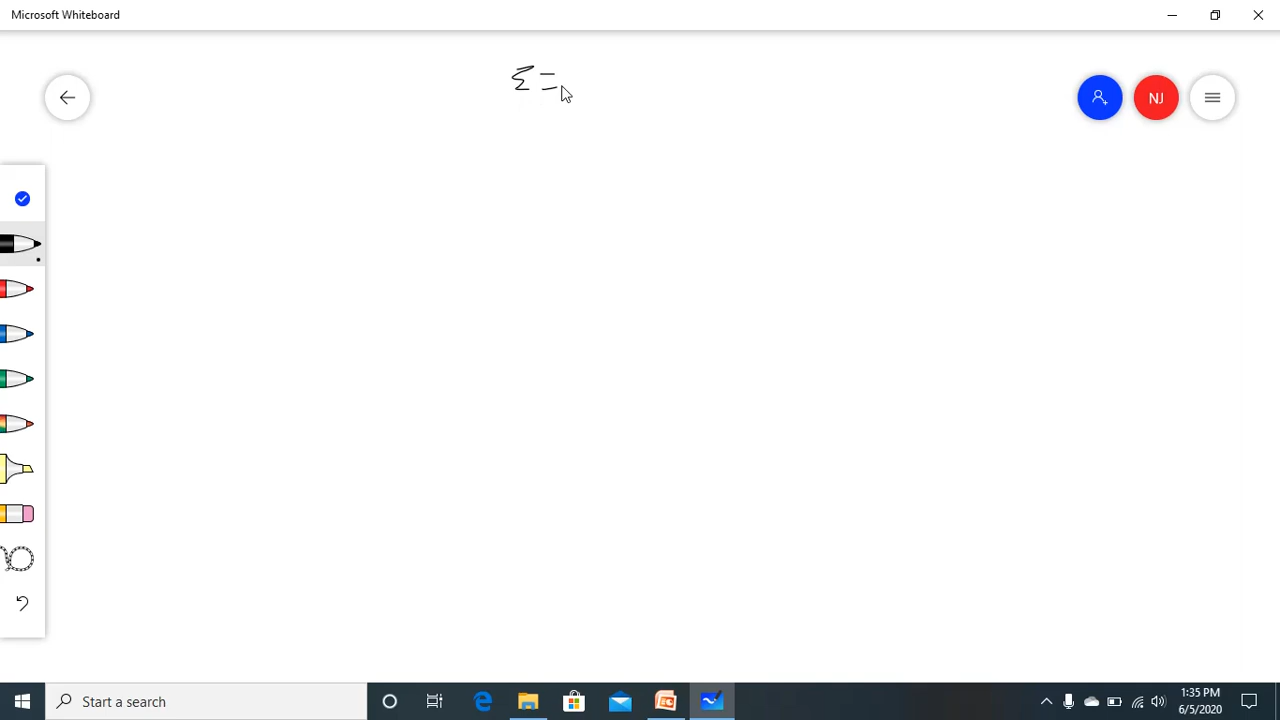 Microsoft Whiteboard
Σ =
NJ
Start a search
1:35 PM
6/5/2020